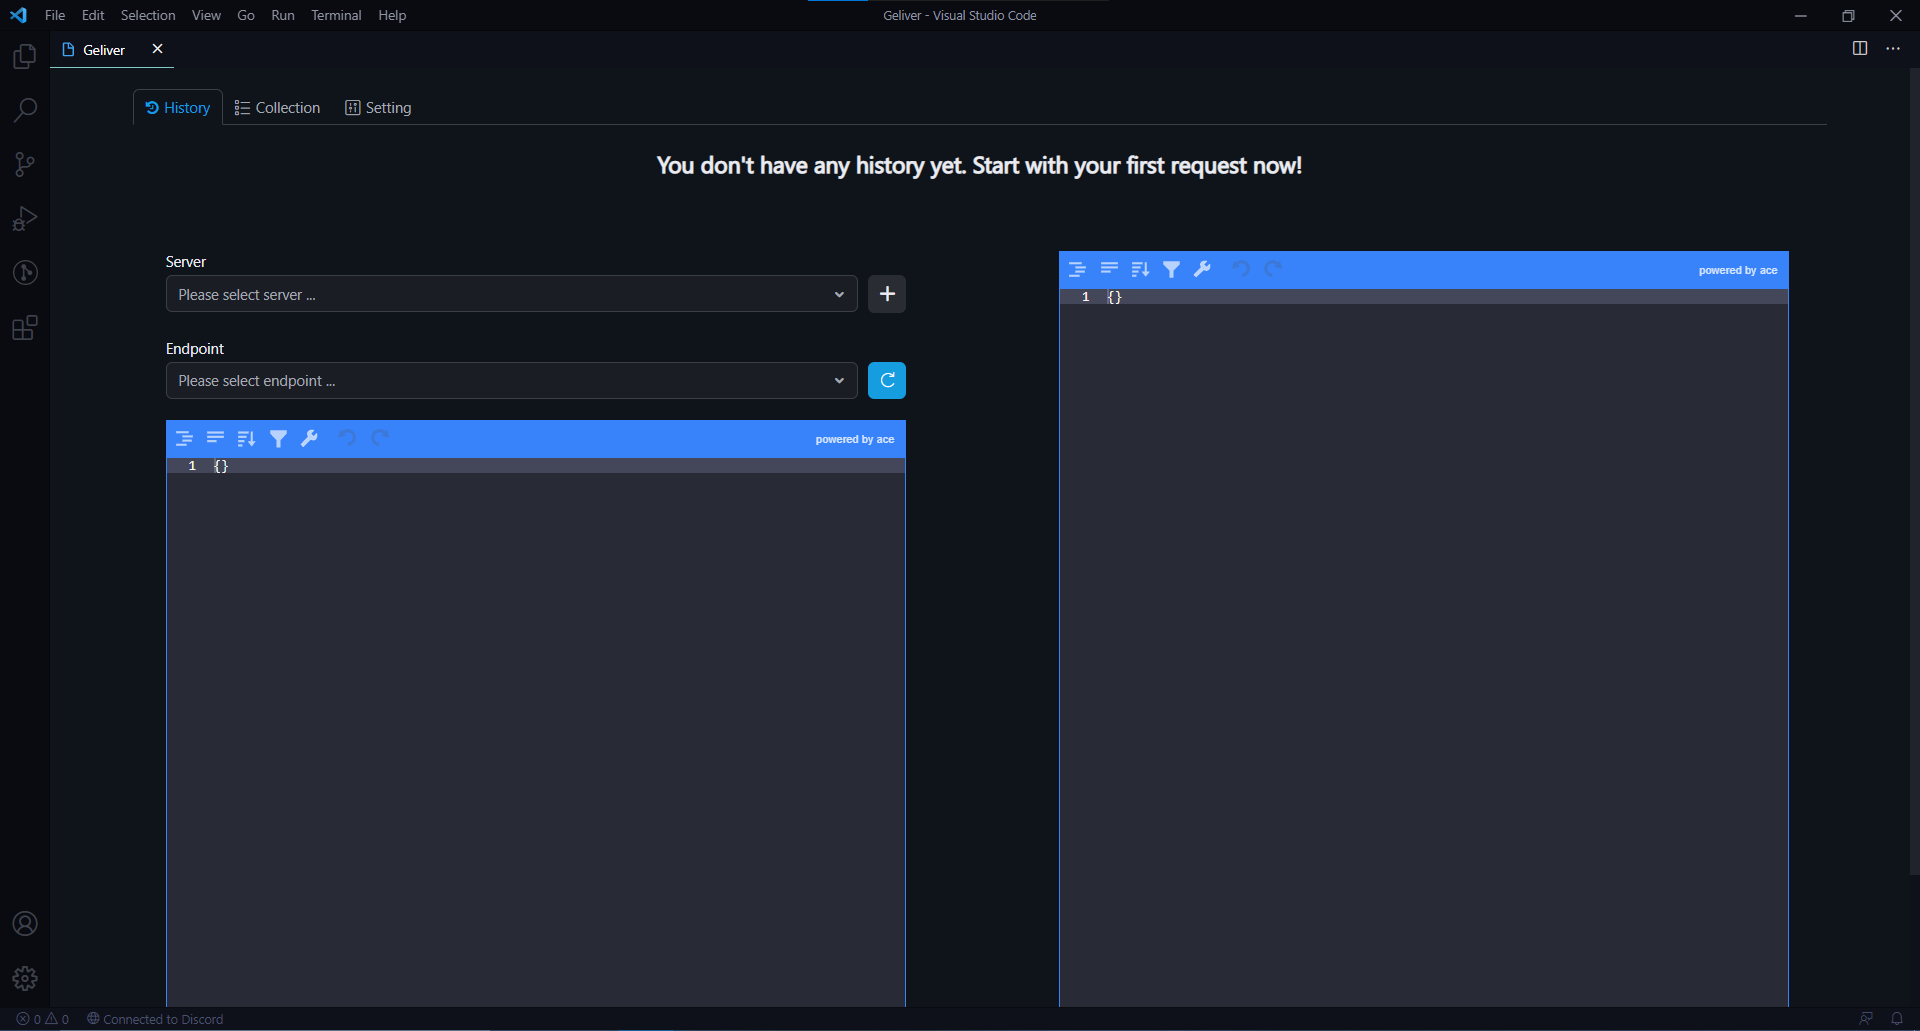 File Edit Selection View Go Run Terminal Help
Geliver - Visual Studio Code
Geliver
History Collection Setting
You don't have any history yet. Start with your first request now!
Server
Please select server ...
Endpoint
Please select endpoint ...
powered by ace
1 {}
powered by ace
1 {}
0 0 Connected to Discord